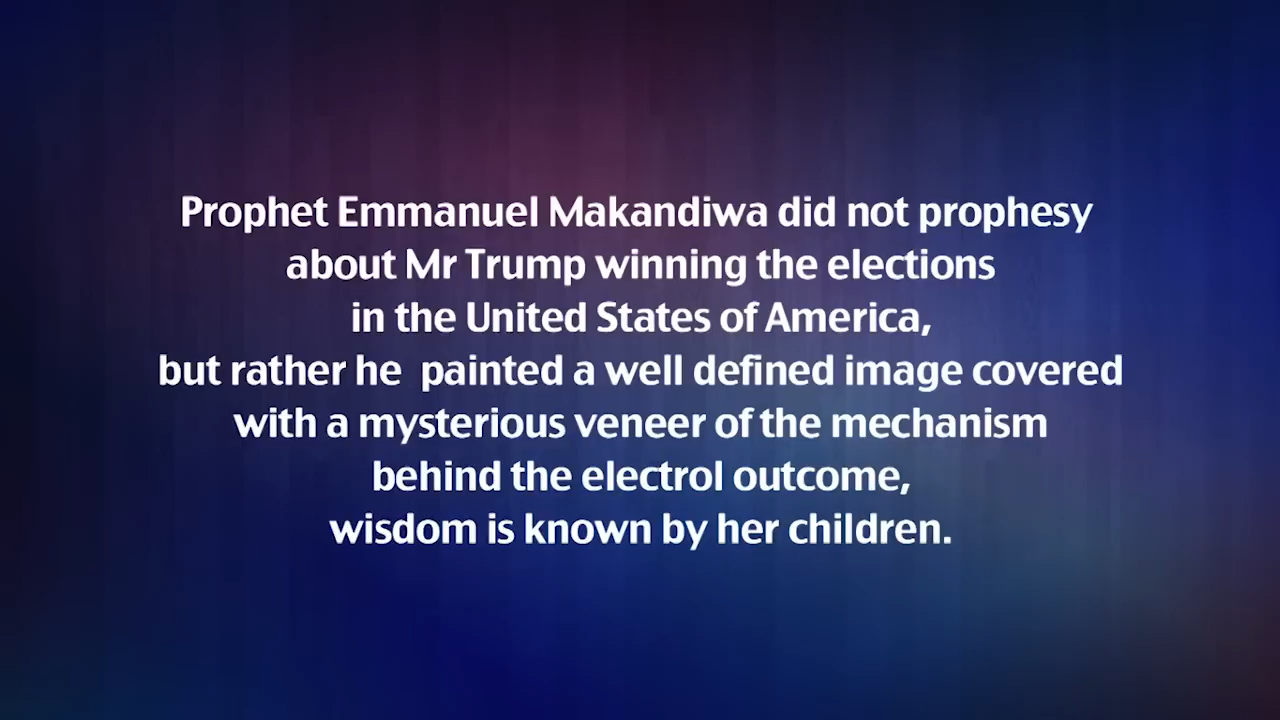 Prophet Emmanuel Makandiwa did not prophesy
about Mr Trump winning the elections
in the United States of America,
but rather he  painted a well defined image covered
with a mysterious veneer of the mechanism
behind the electrol outcome,
wisdom is known by her children.